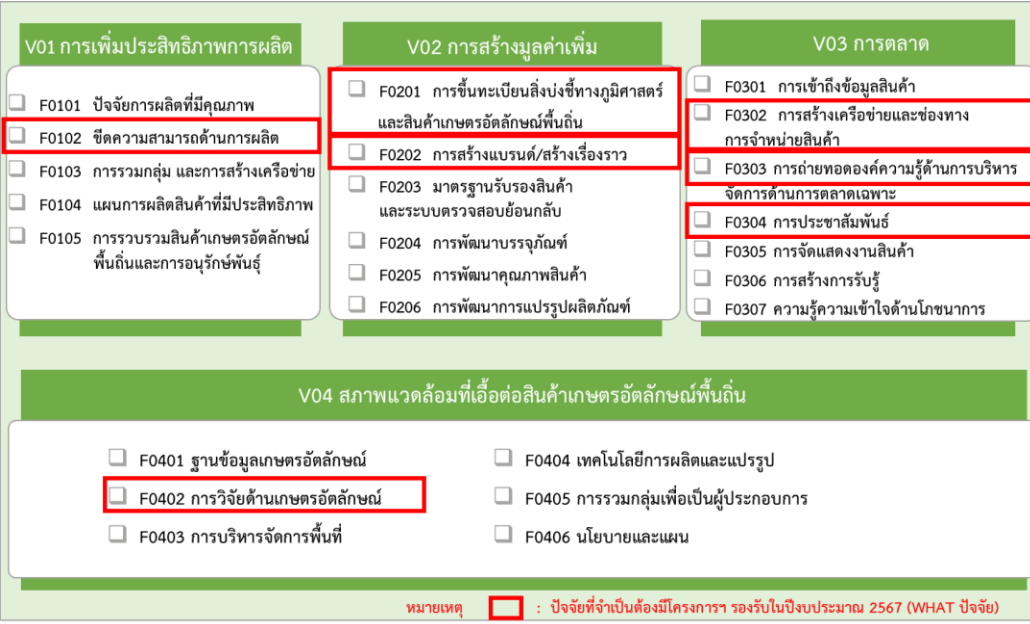 V01 การเพิ่มประสิทธิภาพการผลิต
F0101 ปัจจัยการผลิตที่มีคุณภาพ
F0102 ขีดความสามารถด้านการผลิต
F0103 การรวมกลุ่ม และการสร้างเครือข่าย
F0104 แผนการผลิตสินค้าที่มีประสิทธิภาพ
F0105 การรวบรวมสินค้าเกษตรอัตลักษณ์
พื้นถิ่นและการอนุรักษ์พันธุ์
V02 การสร้างมูลค่าเพิ่ม
F0201 การขึ้นทะเบียนสิ่งบ่งชี้ทางภูมิศาสตร์
และสินค้าเกษตรอัตลักษณ์พื้นถิ่น
F0202 การสร้างแบรนด์/สร้างเรื่องราว
F0203 มาตรฐานรับรองสินค้า
และระบบตรวจสอบย้อนกลับ
F0204 การพัฒนาบรรจุภัณฑ์
F0205 การพัฒนาคุณภาพสินค้า
F0206 การพัฒนาการแปรรูปผลิตภัณฑ์
V03 การตลาด
F0301 การเข้าถึงข้อมูลสินค้า
F0302 การสร้างเครือข่ายและช่องทาง
การจำหน่ายสินค้า
F0303 การถ่ายทอดองค์ความรู้ด้านการบริหาร
จัดการด้านการตลาดเฉพาะ
F0304 การประชาสัมพันธ์
F0305 การจัดแสดงงานสินค้า
F0306 การสร้างการรับรู้
F0307 ความรู้ความเข้าใจด้านโภชนาการ
V04 สภาพแวดล้อมที่เอื้อต่อสินค้าเกษตรอัตลักษณ์พื้นถิ่น
F0401 ฐานข้อมูลเกษตรอัตลักษณ์
F0402 การวิจัยด้านเกษตรอัตลักษณ์
F0403 การบริหารจัดการพื้นที่
F0404 เทคโนโลยีการผลิตและแปรรูป
F0405 การรวมกลุ่มเพื่อเป็นผู้ประกอบการ
F0406 นโยบายและแผน
หมายเหตุ : ปัจจัยที่จำเป็นต้องมีโครงการฯ รองรับในปีงบประมาณ 2567 (WHAT ปัจจัย)